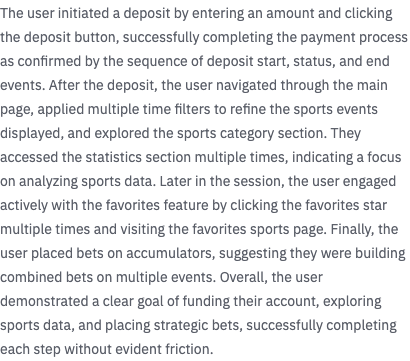 The user initiated a deposit by entering an amount and clicking
the deposit button, successfully completing the payment process
as confirmed by the sequence of deposit start, status, and end
events. After the deposit, the user navigated through the main
page, applied multiple time filters to refine the sports events
displayed, and explored the sports category section. They
accessed the statistics section multiple times, indicating a focus
on analyzing sports data. Later in the session, the user engaged
actively with the favorites feature by clicking the favorites star
multiple times and visiting the favorites sports page. Finally, the
user placed bets on accumulators, suggesting they were building
combined bets on multiple events. Overall, the user
demonstrated a clear goal of funding their account, exploring
sports data, and placing strategic bets, successfully completing
each step without evident friction.